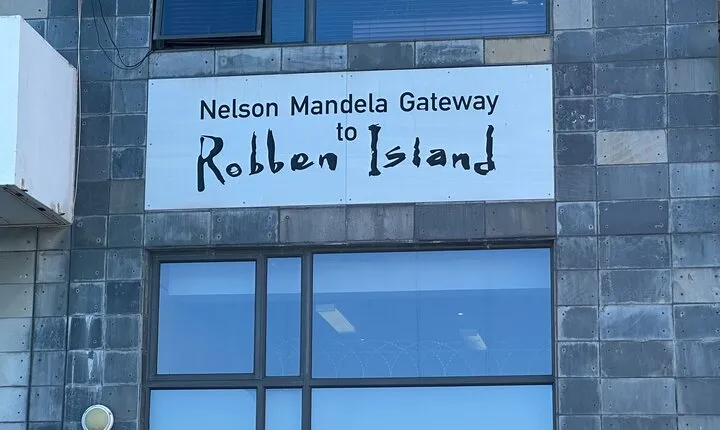 Nelson Mandela Gateway
to
Robben Island